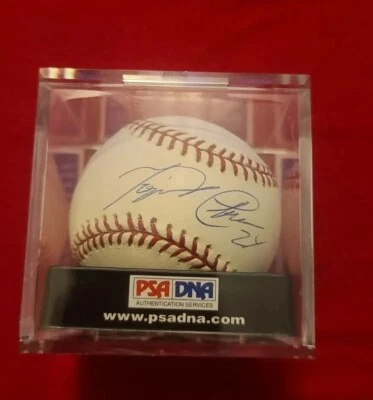 24
PSA DNA
AUTHENTICATION SERVICES
www.psadna.com